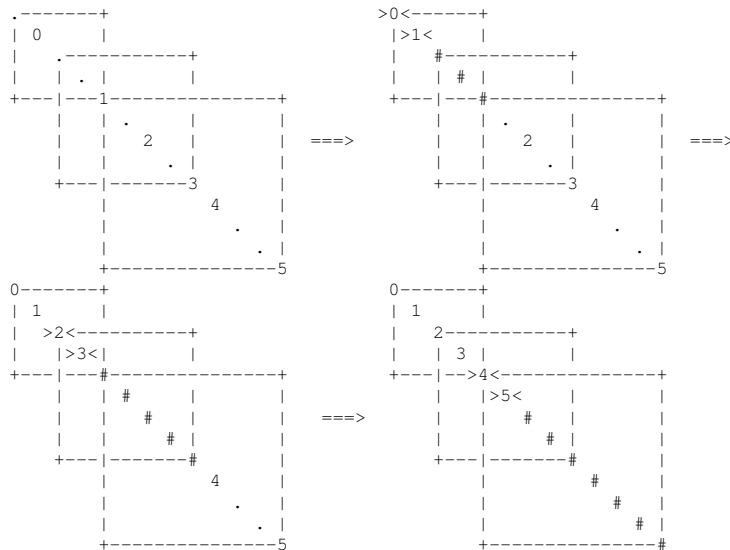 .-------+ >0<------+
| 0 | | >1< |
| .---|-------+ | #---|-------+
| | . | | | | # | |
+---|---1-------|-------+ +---|---#-------|-------+
| | . | | | | . | |
| | 2 | | ===> | | 2 | | ===>
| | . | | | | . | |
+---|-------3 | +---|-------3 |
| 4 | | 4 |
| . | | . |
| . | | . |
+---------------5 +---------------5
0-------+ 0-------+
| 1 | | 1 |
| >2<-----------+ | 2-----------+
| | >3< | | | 3 | |
+---|---#---------------+ +---|-->4<--------------+
| | # | | | >5< | |
| | # | | ===> | | # | |
| | # | | | | # | |
+---|-------# | +---|-------# |
| 4 | | # |
| . | | # |
| . | | # |
+---------------5 +---------------#